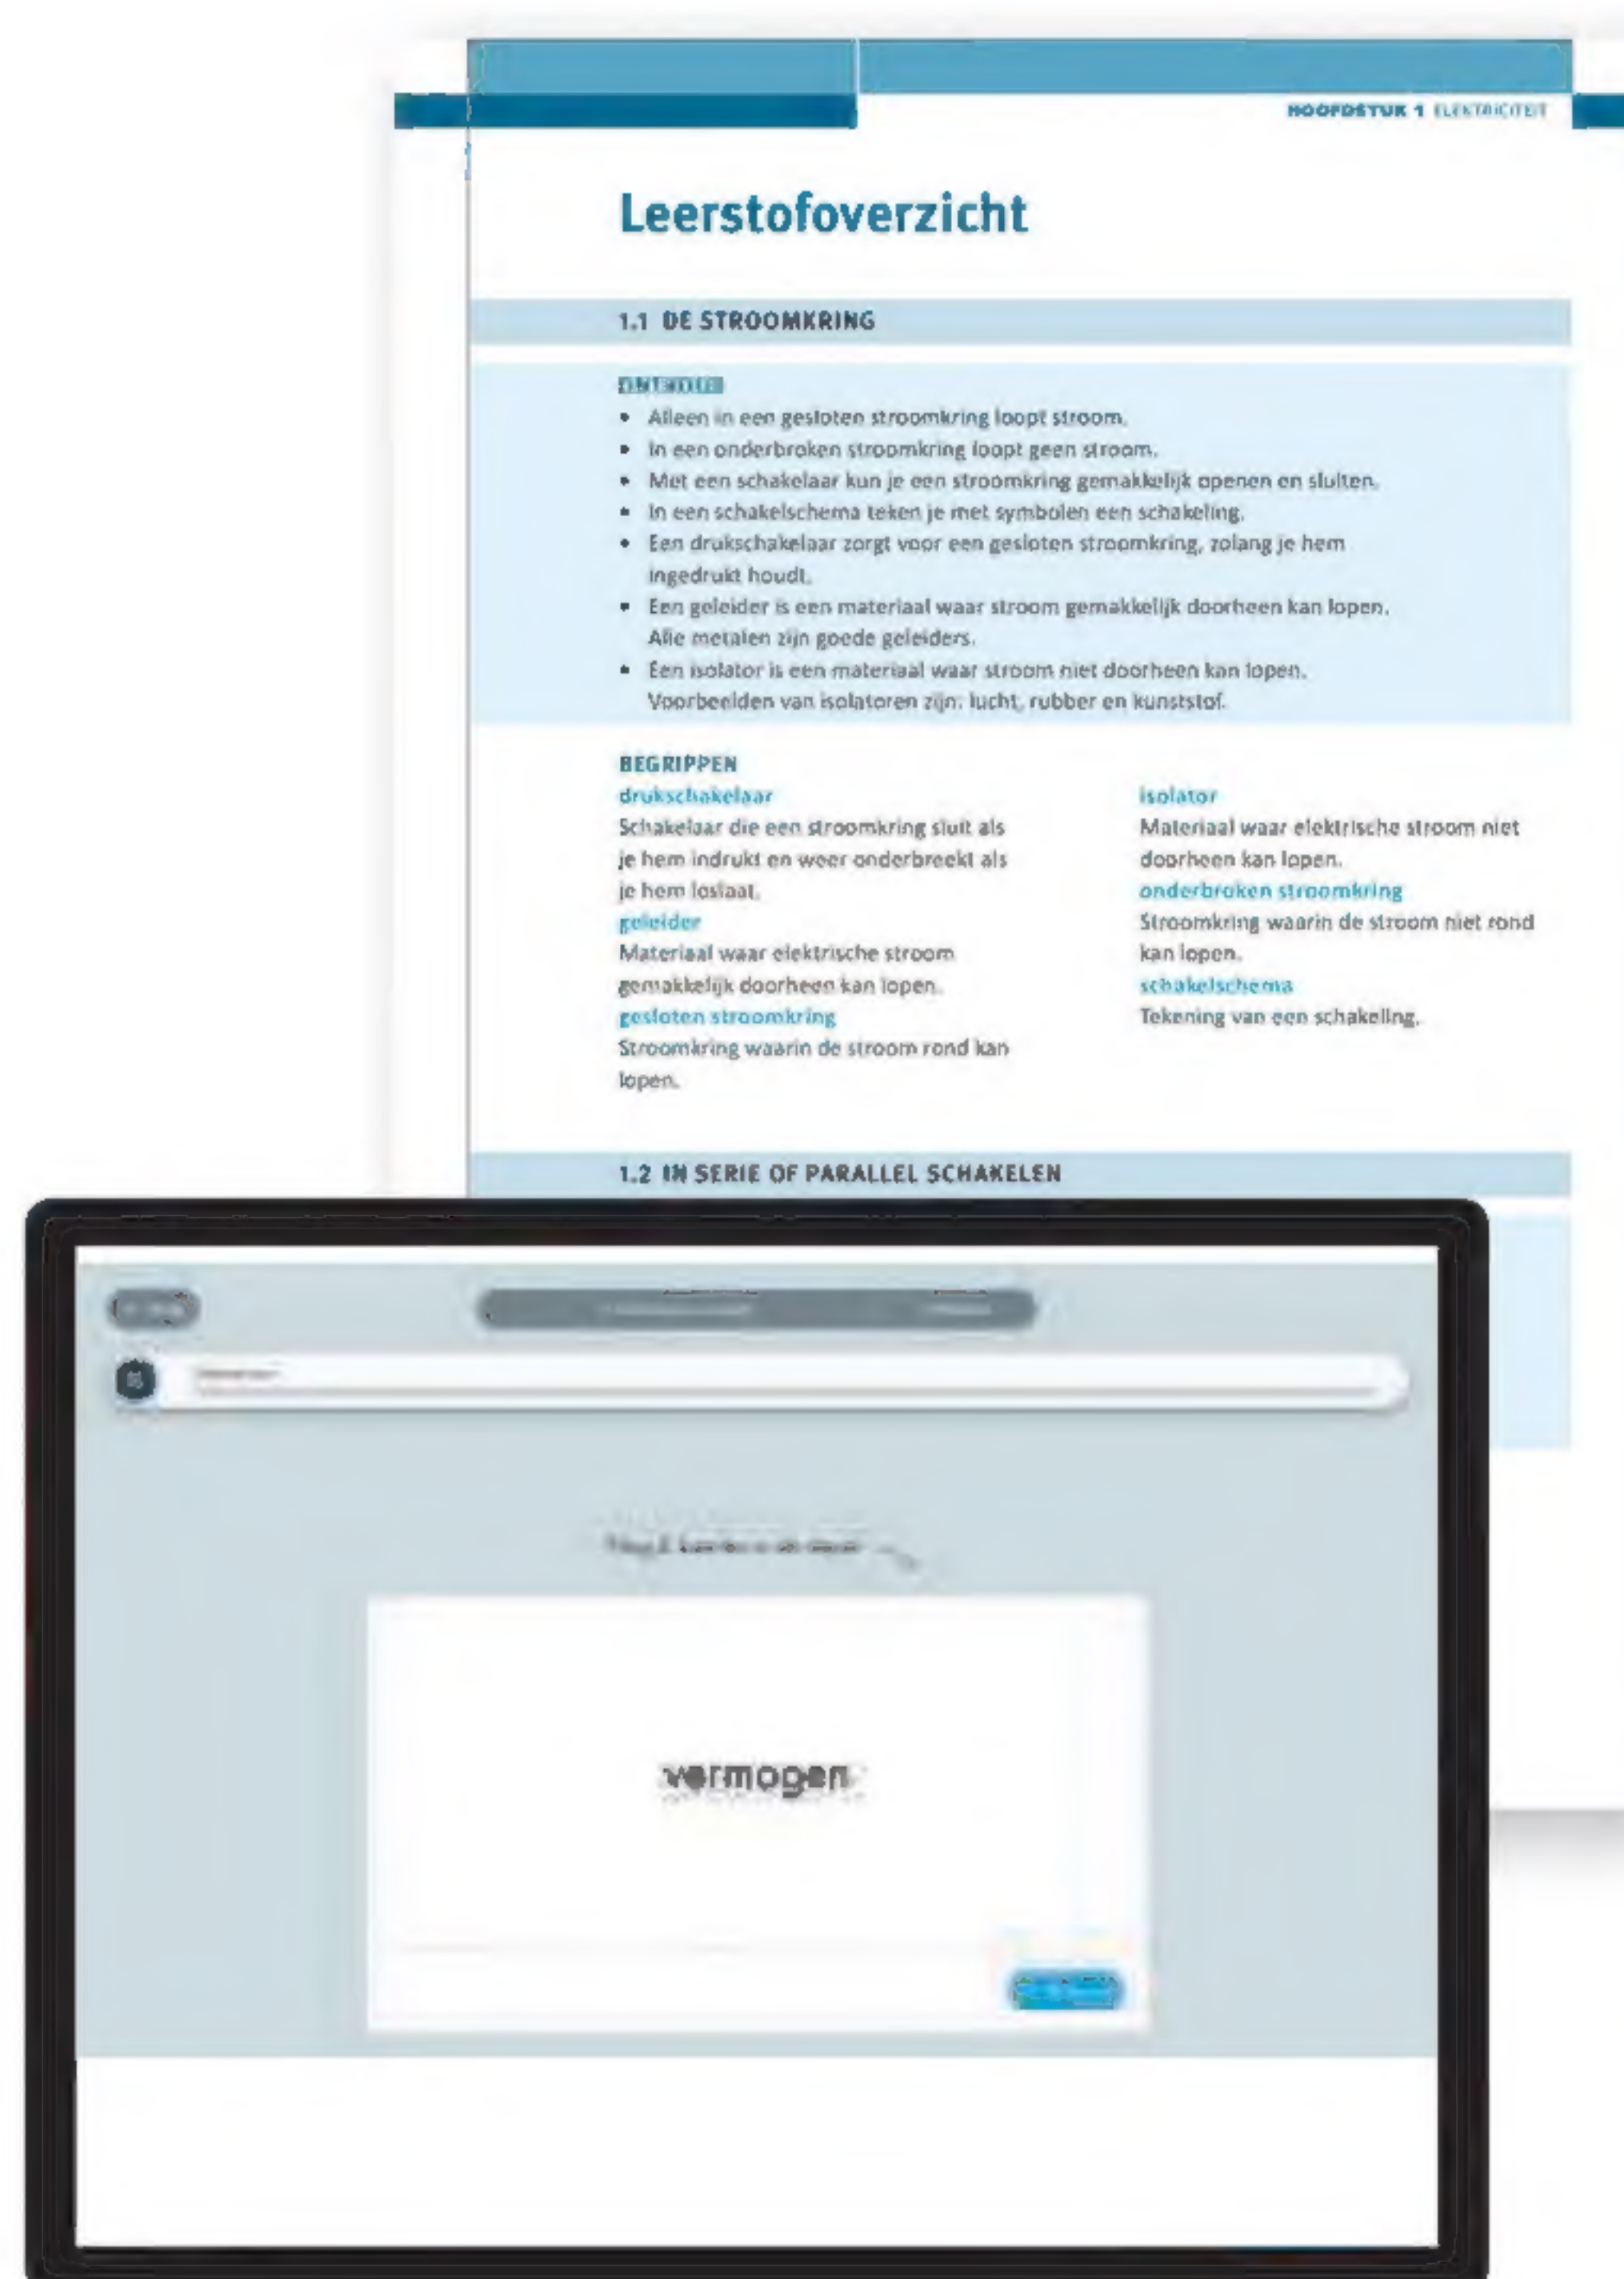 HOOFDSTUK 1 ELEKTRICITEIT
Leerstofoverzicht
1.1 DE STROOMKRING
ONTHOUD
• Alleen in een gesloten stroomkring loopt stroom.
• In een onderbroken stroomkring loopt geen stroom.
• Met een schakelaar kun je een stroomkring gemakkelijk openen en sluiten.
• In een schakelschema teken je met symbolen een schakeling.
• Een drukschakelaar zorgt voor een gesloten stroomkring, zolang je hem
ingedrukt houdt.
• Een geleider is een materiaal waar stroom gemakkelijk doorheen kan lopen.
Alle metalen zijn goede geleiders.
• Een isolator is een materiaal waar stroom niet doorheen kan lopen.
Voorbeelden van isolatoren zijn: lucht, rubber en kunststof.
BEGRIPPEN
drukschakelaar
Schakelaar die een stroomkring sluit als
je hem indrukt en weer onderbreekt als
je hem loslaat.
geleider
Materiaal waar elektrische stroom
gemakkelijk doorheen kan lopen.
gesloten stroomkring
Stroomkring waarin de stroom rond kan
lopen.
isolator
Materiaal waar elektrische stroom niet
doorheen kan lopen.
onderbroken stroomkring
Stroomkring waarin de stroom niet rond
kan lopen.
schakelschema
Tekening van een schakeling.
1.2 IN SERIE OF PARALLEL SCHAKELEN
vermogen